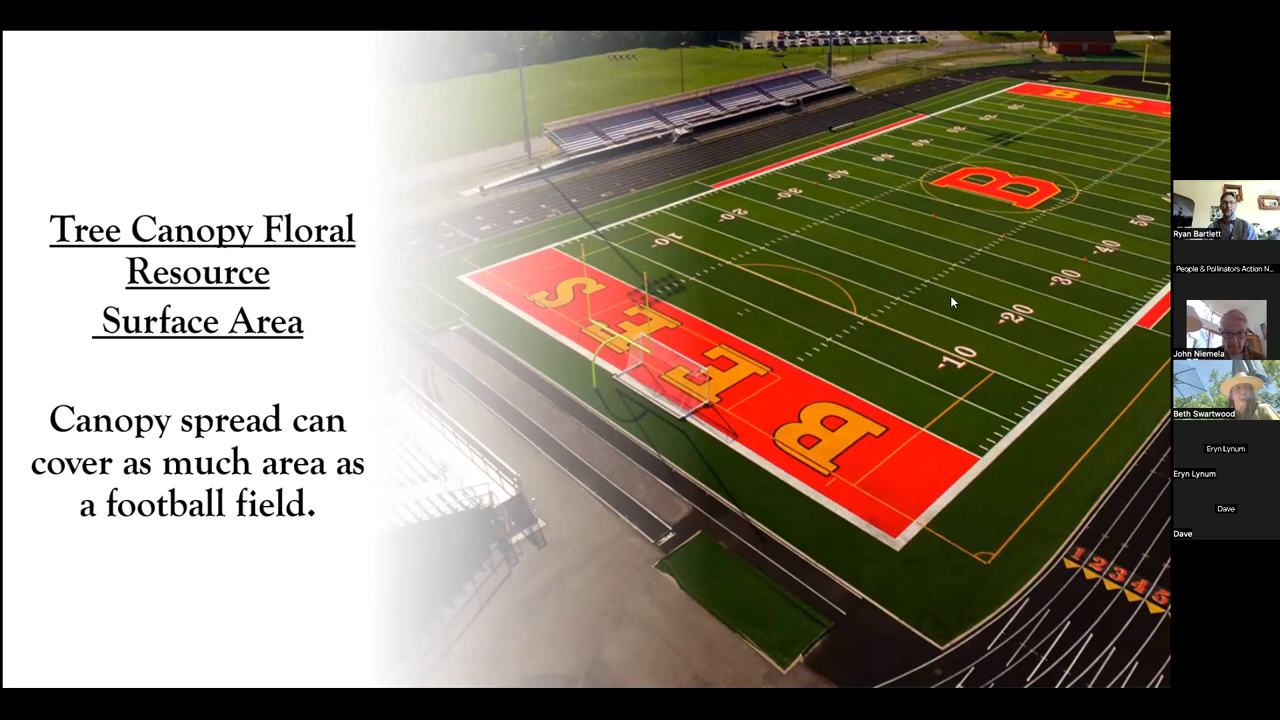 Tree Canopy Floral
Resource
Surface Area
Canopy spread can
cover as much area as
a football field.
BEES
B
B E
-10
-20
-30
-40
50
10
20
30
40
50
1 2 3 4 5
Ryan Bartlett
People & Pollinators Action N...
John Niemela
Beth Swartwood
Eryn Lynum
Eryn Lynum
Dave
Dave